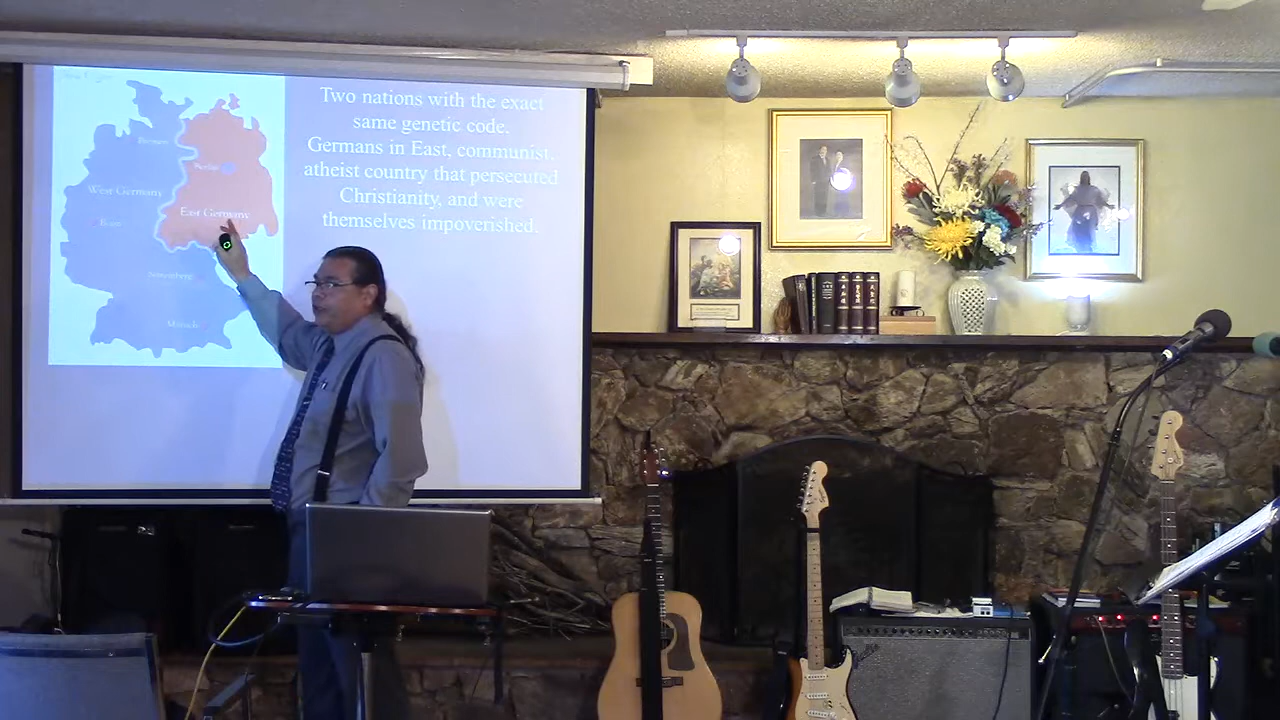 Two nations with the exact
same genetic code.
Germans in East, communist,
atheist country that persecuted
Christianity, and were
themselves impoverished.
Bremen
Berlin
West Germany
East Germany
Bonn
Nuremberg
Munich